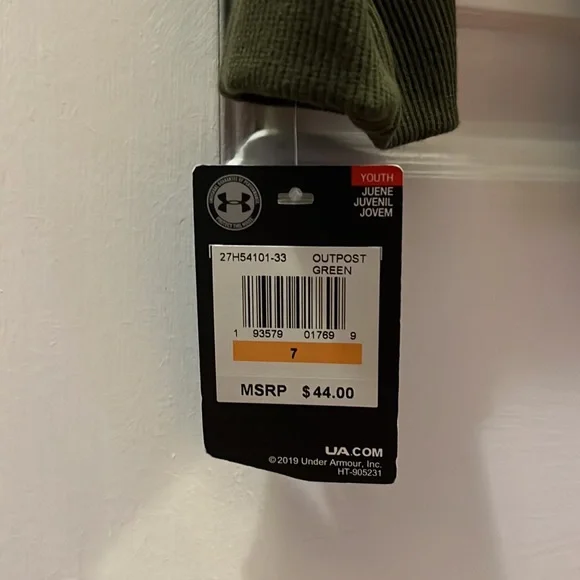 YOUTH
JUENE
JUVENIL
JOVEM
27H54101-33 OUTPOST
GREEN
1 93579 01769 9
7
MSRP $44.00
UA.COM
©2019 Under Armour, Inc.
HT-905231